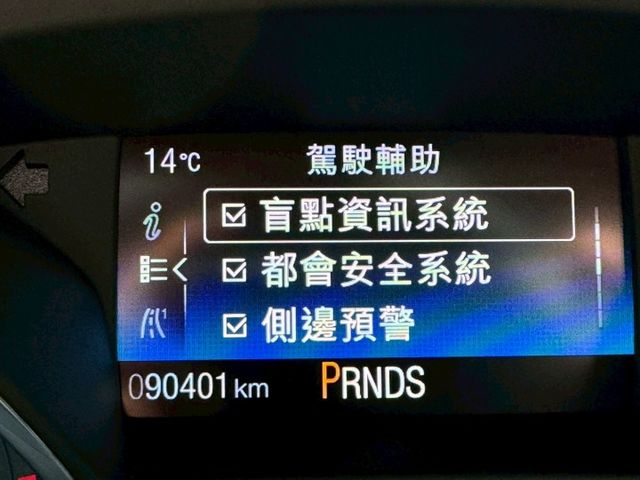 14°C 駕駛輔助
盲點資訊系統
都會安全系統
側邊預警
090401 km PRNDS